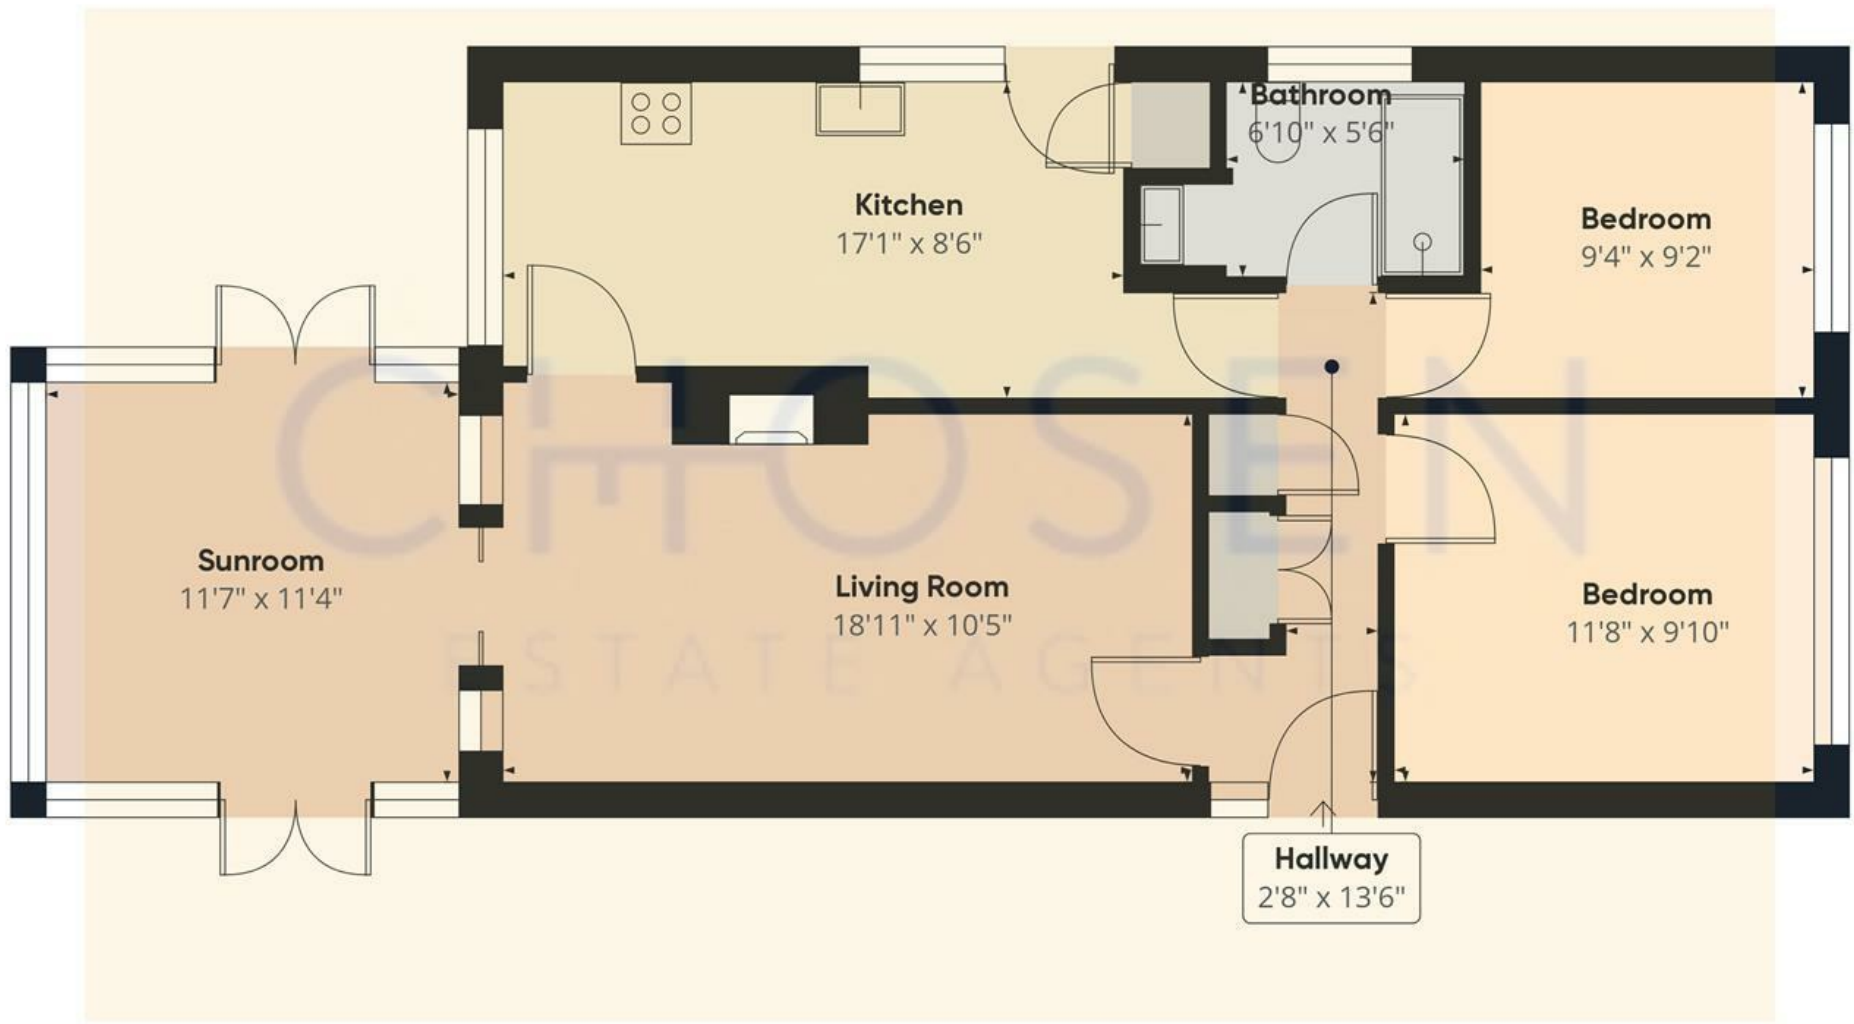 Bathroom
6'10" x 5'6"
Kitchen
17'1" x 8'6"
Bedroom
9'4" x 9'2"
CHOSEN
ESTATE AGENTS
Sunroom
11'7" x 11'4"
Living Room
18'11" x 10'5"
Bedroom
11'8" x 9'10"
Hallway
2'8" x 13'6"